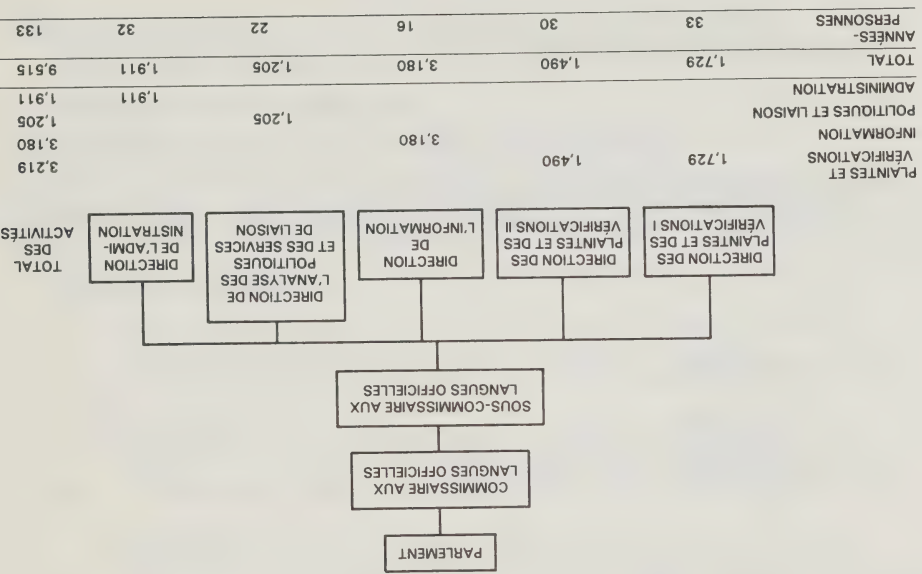 PARLEMENT
COMMISSAIRE AUX
LANGUES OFFICIELLES
SOUS-COMMISSAIRE AUX
LANGUES OFFICIELLES
DIRECTION DES
PLAINTES ET DES
VÉRIFICATIONS I
DIRECTION DES
PLAINTES ET DES
VÉRIFICATIONS II
DIRECTION
DE
L'INFORMATION
DIRECTION DE
L'ANALYSE DES
POLITIQUES
ET DES SERVICES
DE LIAISON
DIRECTION
DE L'ADMI-
NISTRATION
TOTAL
DES
ACTIVITÉS
PLAINTES ET
VÉRIFICATIONS 1,729 1,490 3,219
INFORMATION 3,180 3,180
POLITIQUES ET LIAISON 1,205 1,205
ADMINISTRATION 1,911 1,911
TOTAL 1,729 1,490 3,180 1,205 1,911 9,515
ANNÉES-
PERSONNES 33 30 16 22 32 133